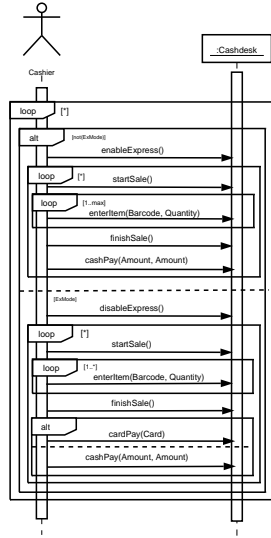 :Cashdesk
Cashier
loop [*]
alt [not(ExMode)]
enableExpress()
loop [*]
startSale()
loop [1..max]
enterItem(Barcode, Quantity)
finishSale()
cashPay(Amount, Amount)
[ExMode]
disableExpress()
loop [*]
startSale()
loop [1..*]
enterItem(Barcode, Quantity)
finishSale()
alt
cardPay(Card)
cashPay(Amount, Amount)